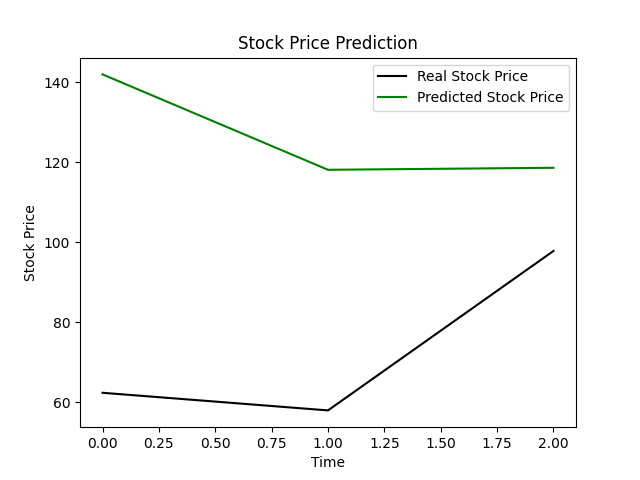 Stock Price Prediction
Real Stock Price
Predicted Stock Price
Stock Price
140
120
100
80
60
0.00 0.25 0.50 0.75 1.00 1.25 1.50 1.75 2.00
Time